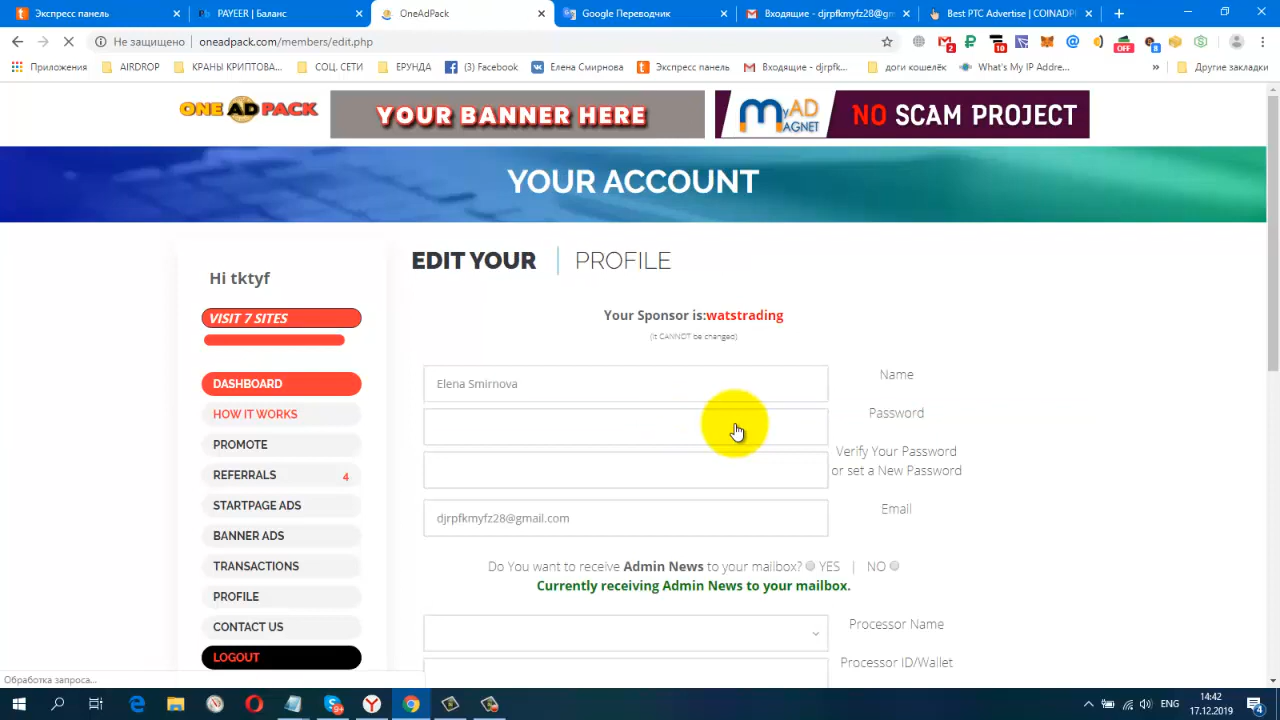 Экспресс панель
PAYEER | Баланс
OneAdPack
Google Переводчик
Входящие - djrpfkmyfz28@gm
Best PTC Advertise | COINADP
Не защищено | oneadpack.com/members/edit.php
Приложения
AIRDROP
КРАНЫ КРИПТОВА...
СОЦ. СЕТИ
ЕРУНДА
(3) Facebook
Елена Смирнова
Экспресс панель
Входящие - djrpfk...
доги кошелёк
What's My IP Addre...
»
Другие закладки
ONE AD PACK
YOUR BANNER HERE
My AD MAGNET
NO SCAM PROJECT
YOUR ACCOUNT
Hi tktyf
VISIT 7 SITES
DASHBOARD
HOW IT WORKS
PROMOTE
REFERRALS 4
STARTPAGE ADS
BANNER ADS
TRANSACTIONS
PROFILE
CONTACT US
LOGOUT
EDIT YOUR PROFILE
Your Sponsor is:watstrading
(It CANNOT be changed)
Elena Smirnova
Name
Password
Verify Your Password
or set a New Password
djrpfkmyfz28@gmail.com
Email
Do You want to receive Admin News to your mailbox? YES | NO
Currently receiving Admin News to your mailbox.
Processor Name
Processor ID/Wallet
Обработка запроса...
ENG
14:42
17.12.2019
4